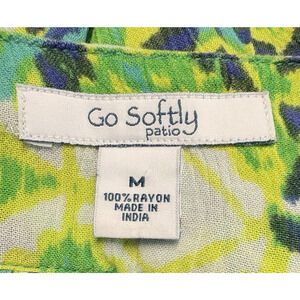 Go Softly
patio
M
100% RAYON
MADE IN
INDIA